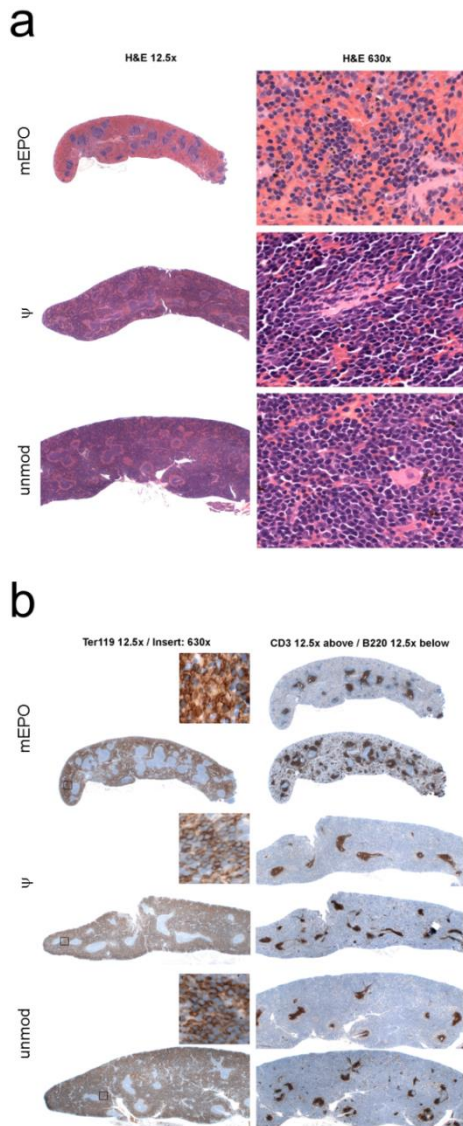 a
H&E 12.5x
H&E 630x
mEPO
ψ
unmod
b
Ter119 12.5x / Insert: 630x
CD3 12.5x above / B220 12.5x below
mEPO
ψ
unmod